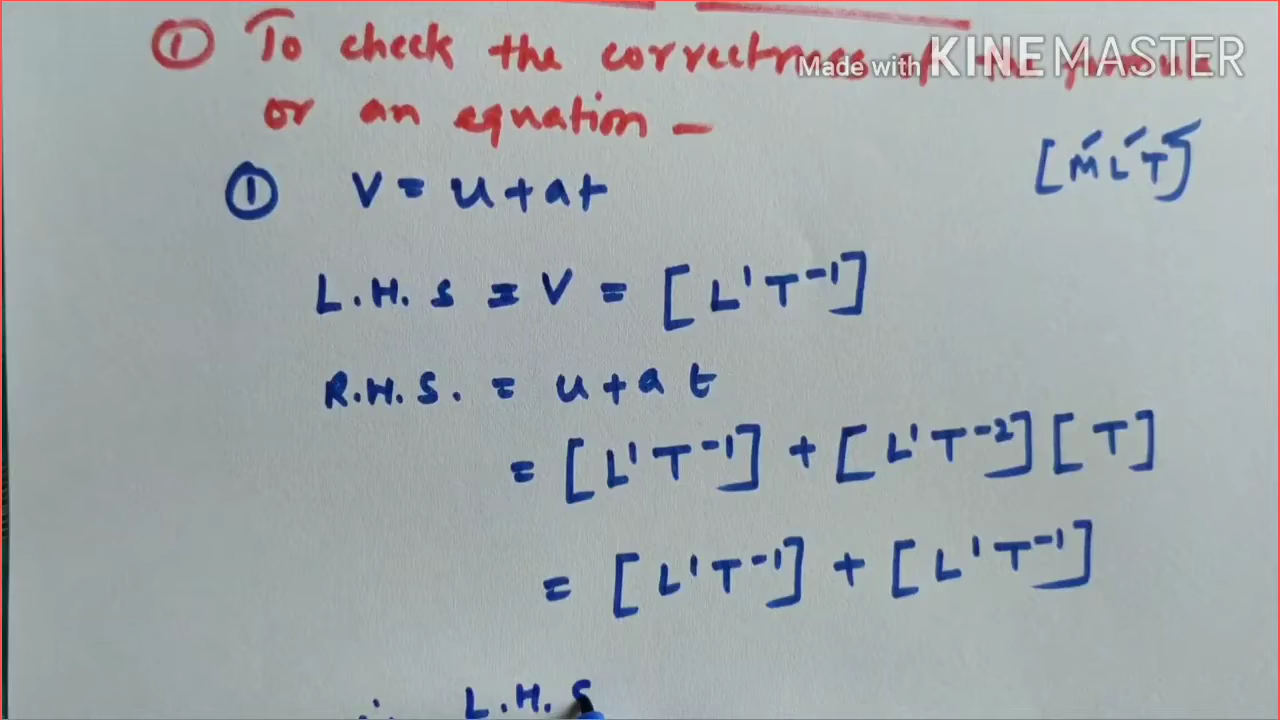 ① To check the correctness of
Made with KINEMASTER
or an equation –
① V = u + at
[M' L' T]
L.H.S = V = [L¹T⁻¹]
R.H.S. = u + a t
= [L¹T⁻¹] + [L¹T⁻²][T]
= [L¹T⁻¹] + [L¹T⁻¹]
∴ L.H.S